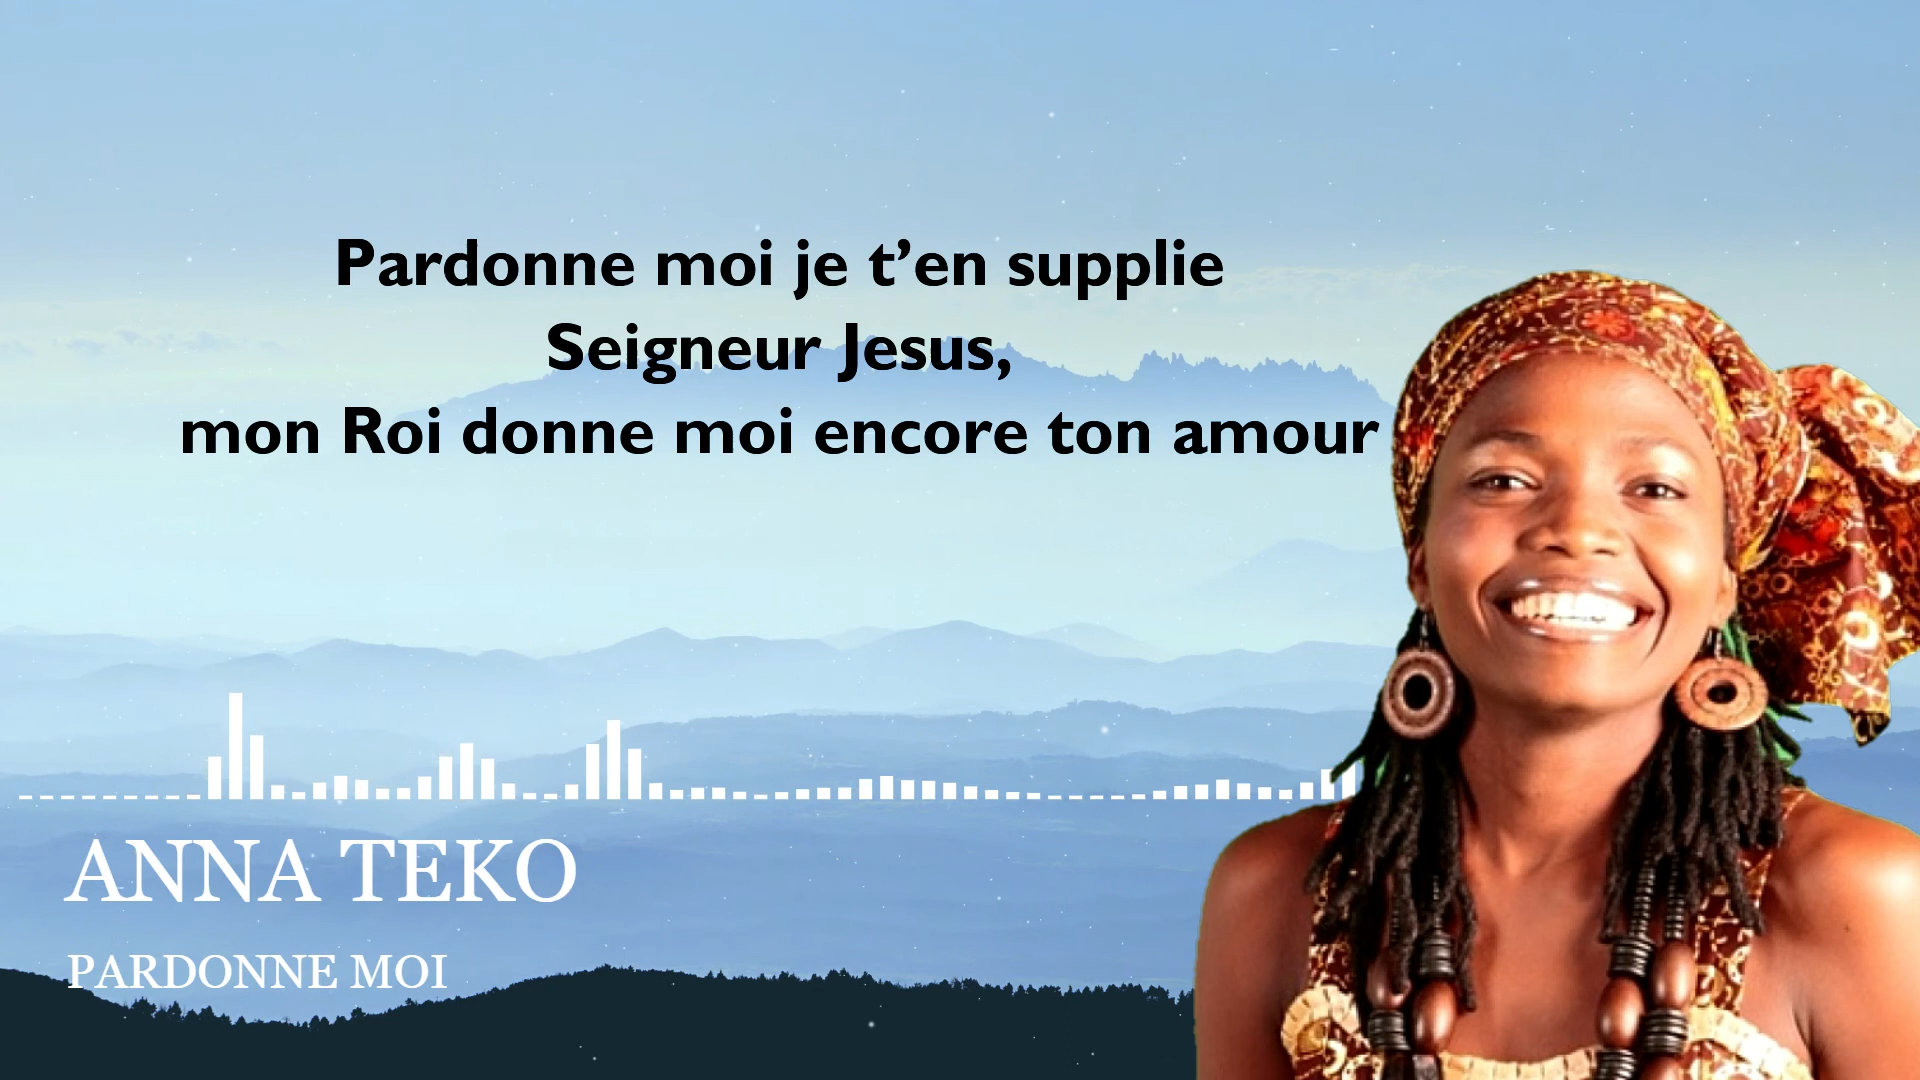 Pardonne moi je t’en supplie
Seigneur Jesus,
mon Roi donne moi encore ton amour
ANNA TEKO
PARDONNE MOI